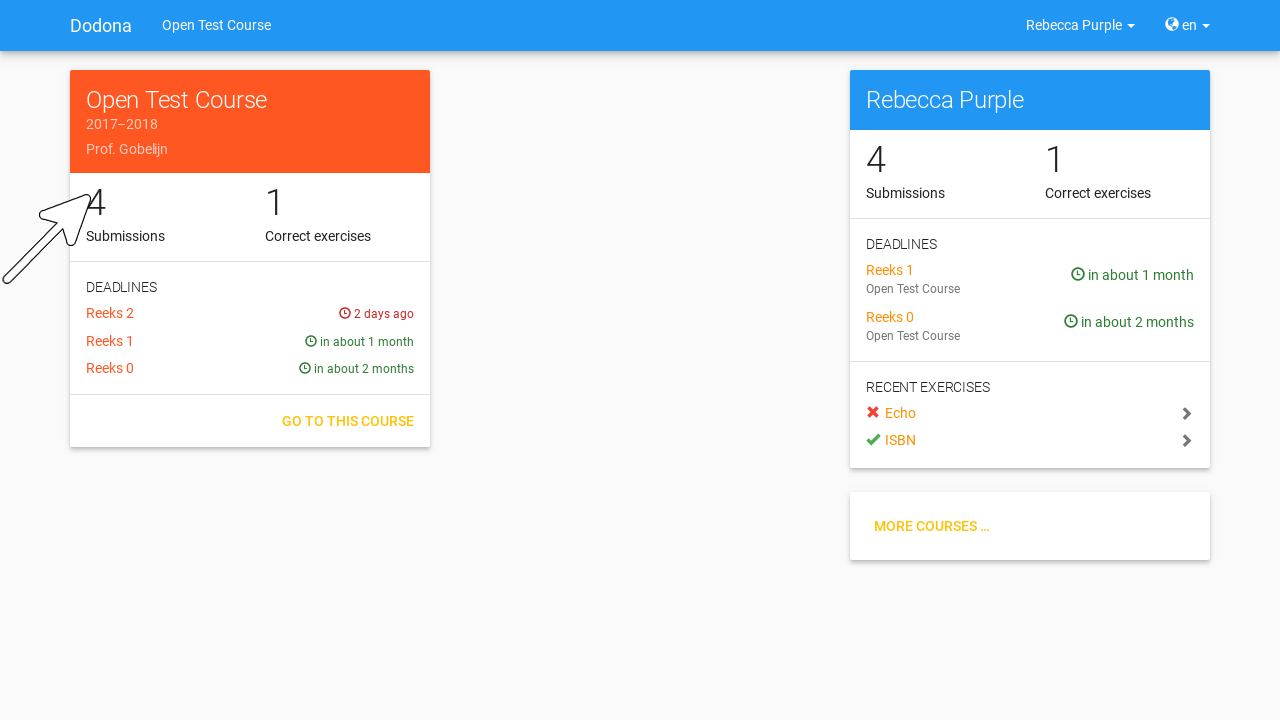 Dodona
Open Test Course
Rebecca Purple
en
Open Test Course
2017–2018
Prof. Gobelijn
4
Submissions
1
Correct exercises
DEADLINES
Reeks 2
2 days ago
Reeks 1
in about 1 month
Reeks 0
in about 2 months
GO TO THIS COURSE
Rebecca Purple
4
Submissions
1
Correct exercises
DEADLINES
Reeks 1
Open Test Course
in about 1 month
Reeks 0
Open Test Course
in about 2 months
RECENT EXERCISES
Echo
ISBN
MORE COURSES ...